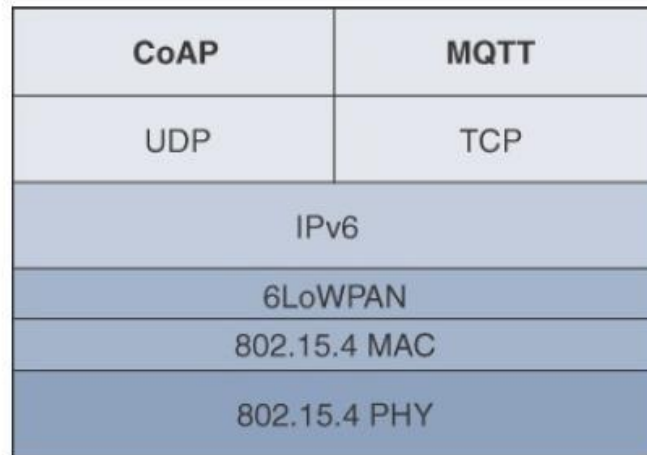 CoAP MQTT
UDP TCP
IPv6
6LoWPAN
802.15.4 MAC
802.15.4 PHY